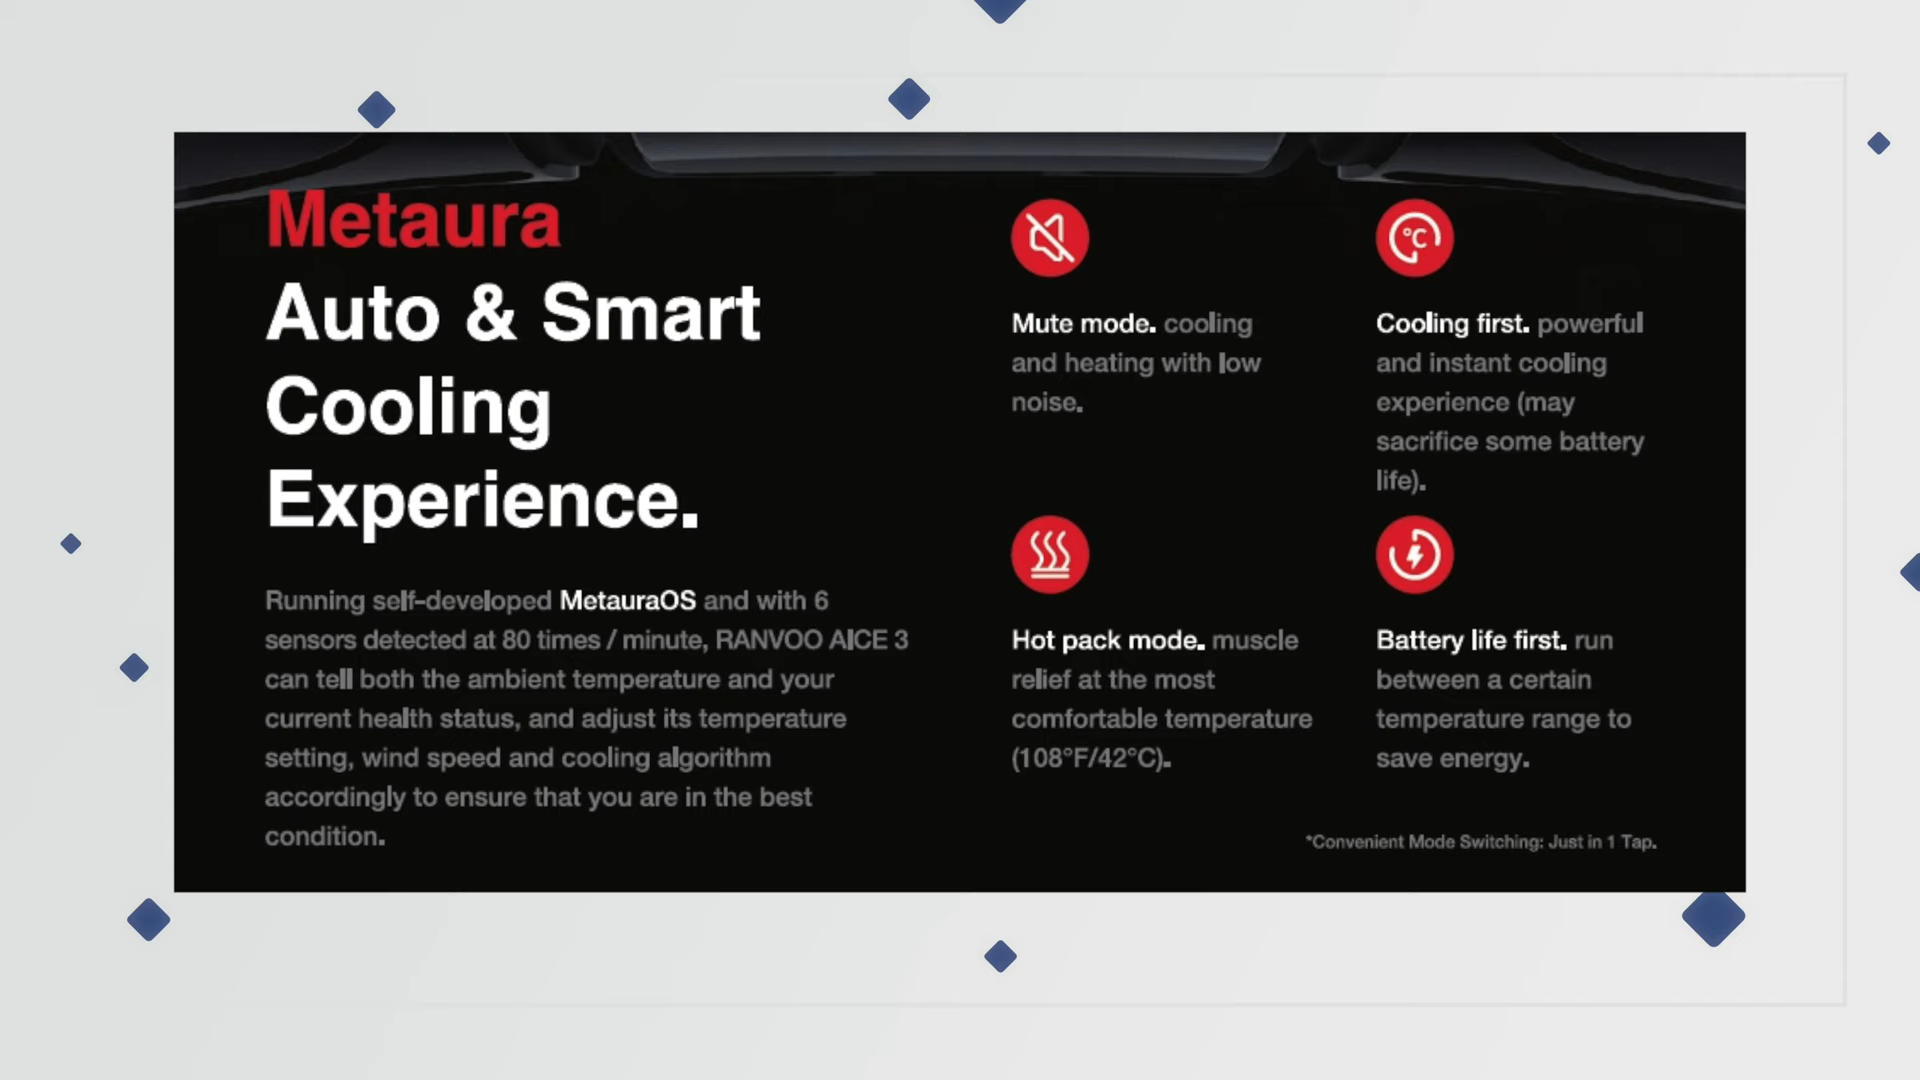 Metaura
Auto & Smart
Cooling
Experience.
Running self-developed MetauraOS and with 6
sensors detected at 80 times / minute, RANVOO AICE 3
can tell both the ambient temperature and your
current health status, and adjust its temperature
setting, wind speed and cooling algorithm
accordingly to ensure that you are in the best
condition.
Mute mode. cooling
and heating with low
noise.
°C
Cooling first. powerful
and instant cooling
experience (may
sacrifice some battery
life).
Hot pack mode. muscle
relief at the most
comfortable temperature
(108°F/42°C).
Battery life first. run
between a certain
temperature range to
save energy.
*Convenient Mode Switching: Just in 1 Tap.